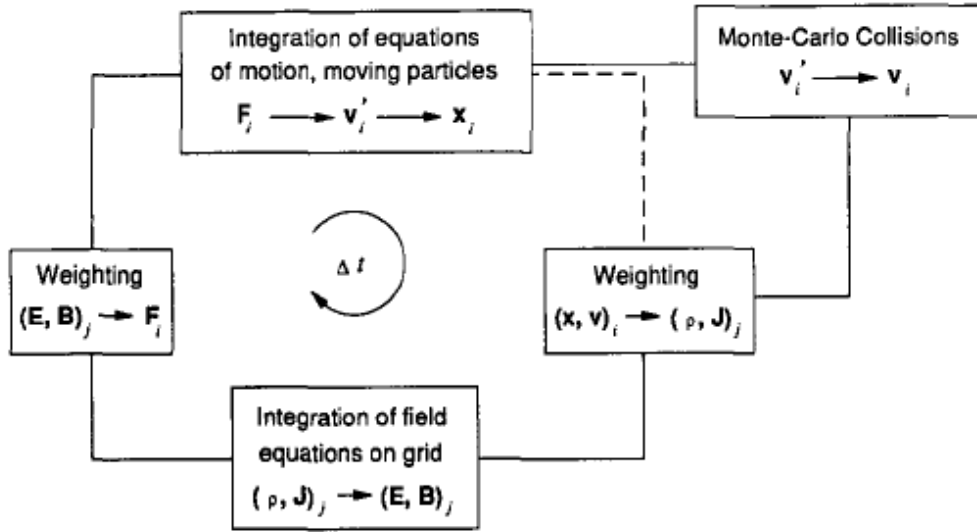 Integration of equations
of motion, moving particles
F_i → v_i' → x_i
Monte-Carlo Collisions
v_i' → v_i
Δt
Weighting
(E, B)_j → F_i
Weighting
(x, v)_i → (ρ, J)_j
Integration of field
equations on grid
(ρ, J)_j → (E, B)_j